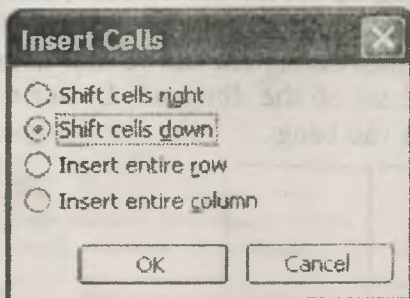 Insert Cells
Shift cells right
Shift cells down
Insert entire row
Insert entire column
OK
Cancel